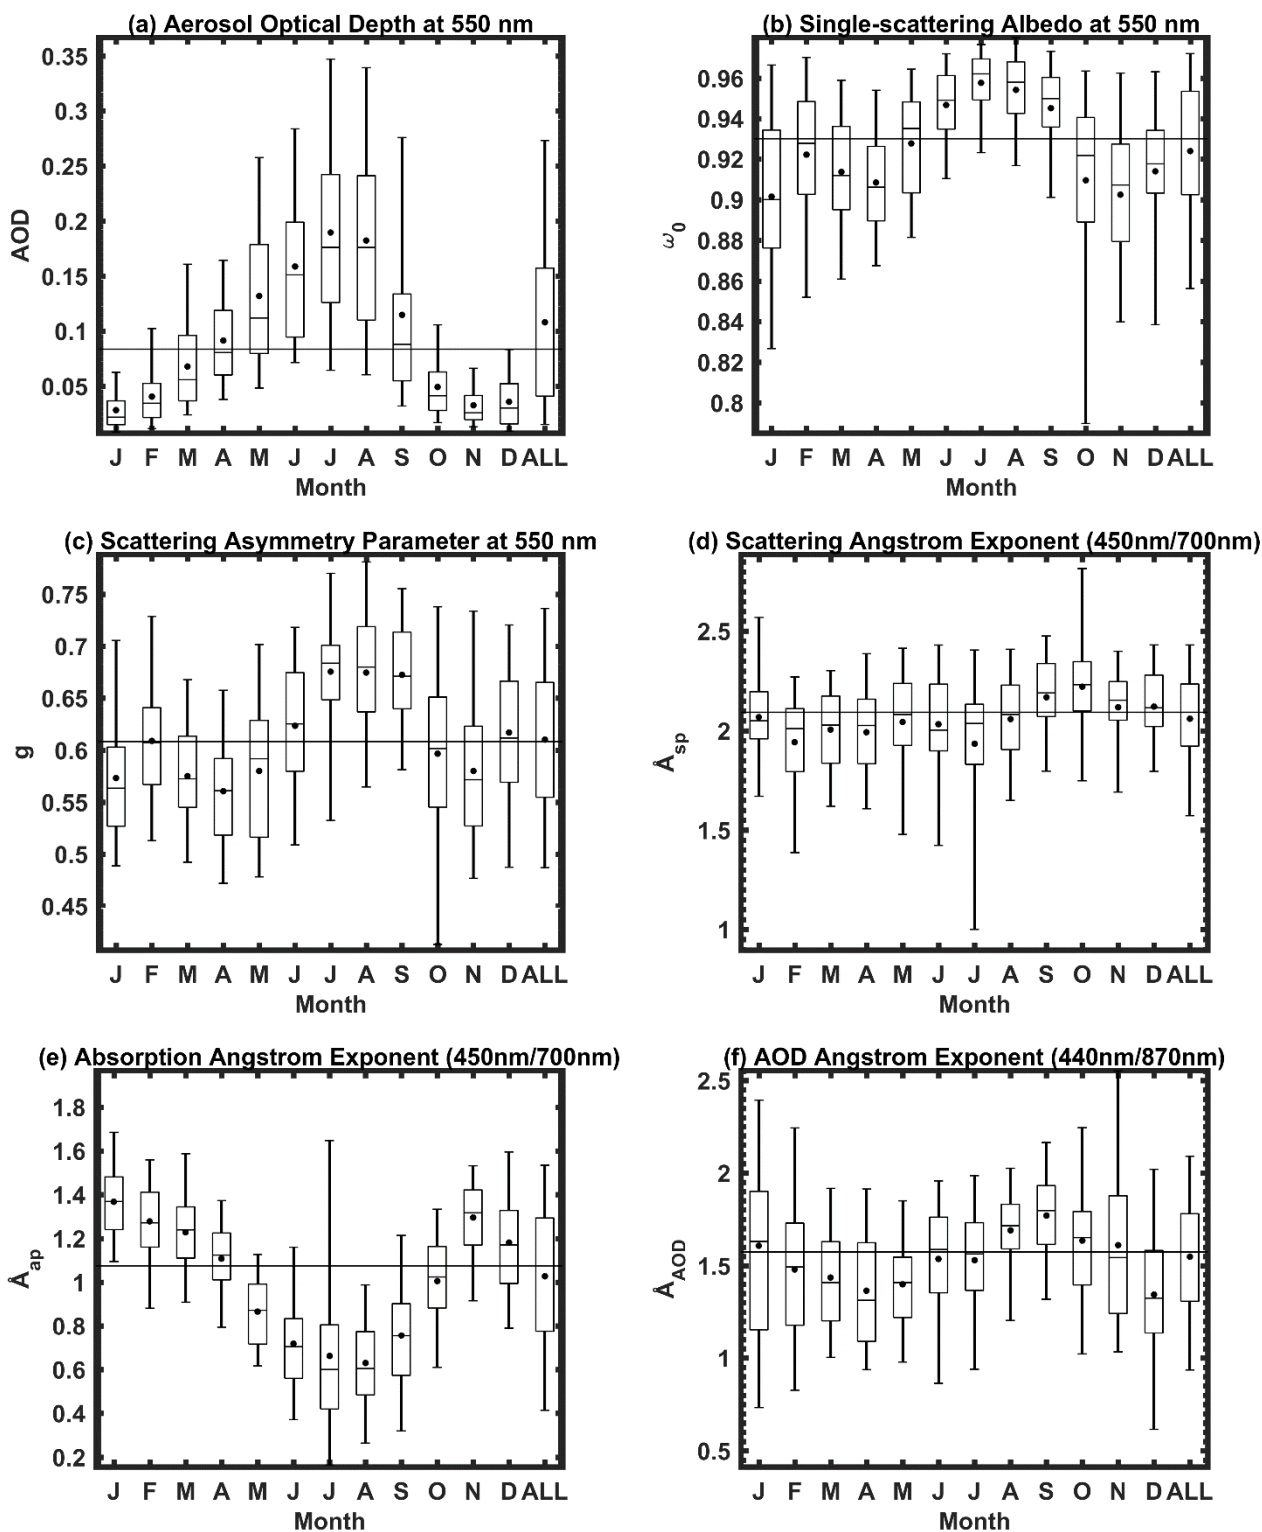 (a) Aerosol Optical Depth at 550 nm
0.35
0.3
0.25
0.2
0.15
0.1
0.05
AOD
J F M A M J J A S O N D ALL
Month
(b) Single-scattering Albedo at 550 nm
0.96
0.94
0.92
0.9
0.88
0.86
0.84
0.82
0.8
ω0
J F M A M J J A S O N D ALL
Month
(c) Scattering Asymmetry Parameter at 550 nm
0.75
0.7
0.65
0.6
0.55
0.5
0.45
g
J F M A M J J A S O N D ALL
Month
(d) Scattering Angstrom Exponent (450nm/700nm)
2.5
2
1.5
1
Åsp
J F M A M J J A S O N D ALL
Month
(e) Absorption Angstrom Exponent (450nm/700nm)
1.8
1.6
1.4
1.2
1
0.8
0.6
0.4
0.2
Åap
J F M A M J J A S O N D ALL
Month
(f) AOD Angstrom Exponent (440nm/870nm)
2.5
2
1.5
1
0.5
ÅAOD
J F M A M J J A S O N D ALL
Month